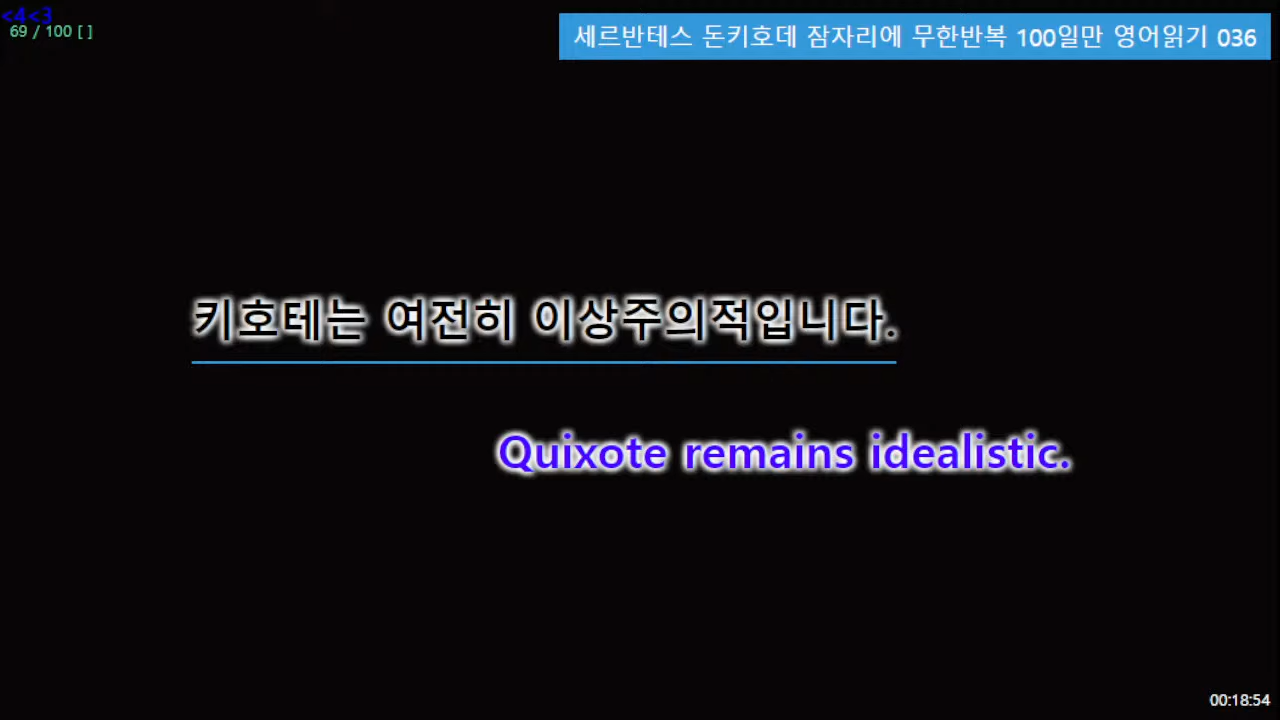 <4<3
69 / 100 [ ]
세르반테스 돈키호데 잠자리에 무한반복 100일만 영어읽기 036
키호테는 여전히 이상주의적입니다.
Quixote remains idealistic.
00:18:54